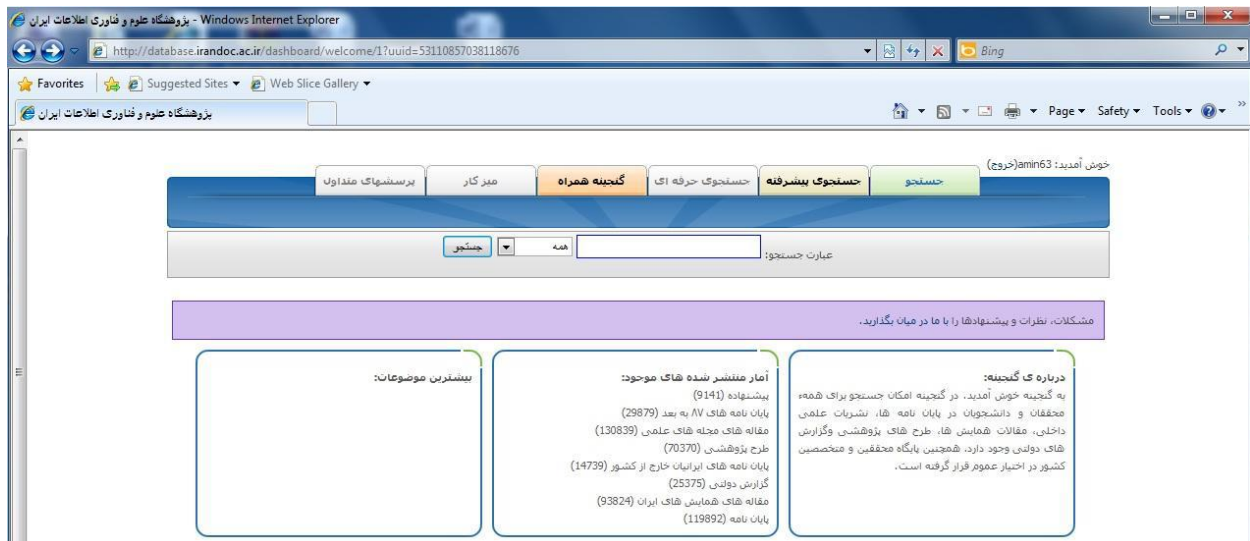 پژوهشگاه علوم و فناوری اطلاعات ایران - Windows Internet Explorer
http://database.irandoc.ac.ir/dashboard/welcome/1?uuid=53110857038118676
Bing
Favorites Suggested Sites Web Slice Gallery
پژوهشگاه علوم و فناوری اطلاعات ایران
Page Safety Tools
خوش آمدید: amin63(خروج)
جستجو جستجوی پیشرفته جستجوی حرفه ای گنجینه همراه میز کار پرسشهای متداول
عبارت جستجو: همه جستجو
مشکلات، نظرات و پیشنهادها را با ما در میان بگذارید.
درباره ی گنجینه:
به گنجینه خوش آمدید، در گنجینه امکان جستجو برای همهء
محققان و دانشجویان در پایان نامه ها، نشریات علمی
داخلی، مقالات همایش ها، طرح های پژوهشی وگزارش
های دولتی وجود دارد، همچنین پایگاه محققین و متخصصین
کشور در اختیار عموم قرار گرفته است.
آمار منتشر شده های موجود:
پیشنهاده (9141)
پایان نامه های ۸۷ به بعد (29879)
مقاله های مجله های علمی (130839)
طرح پژوهشی (70370)
پایان نامه های ایرانیان خارج از کشور (14739)
گزارش دولتی (25375)
مقاله های همایش های ایران (93824)
پایان نامه (119892)
بیشترین موضوعات: